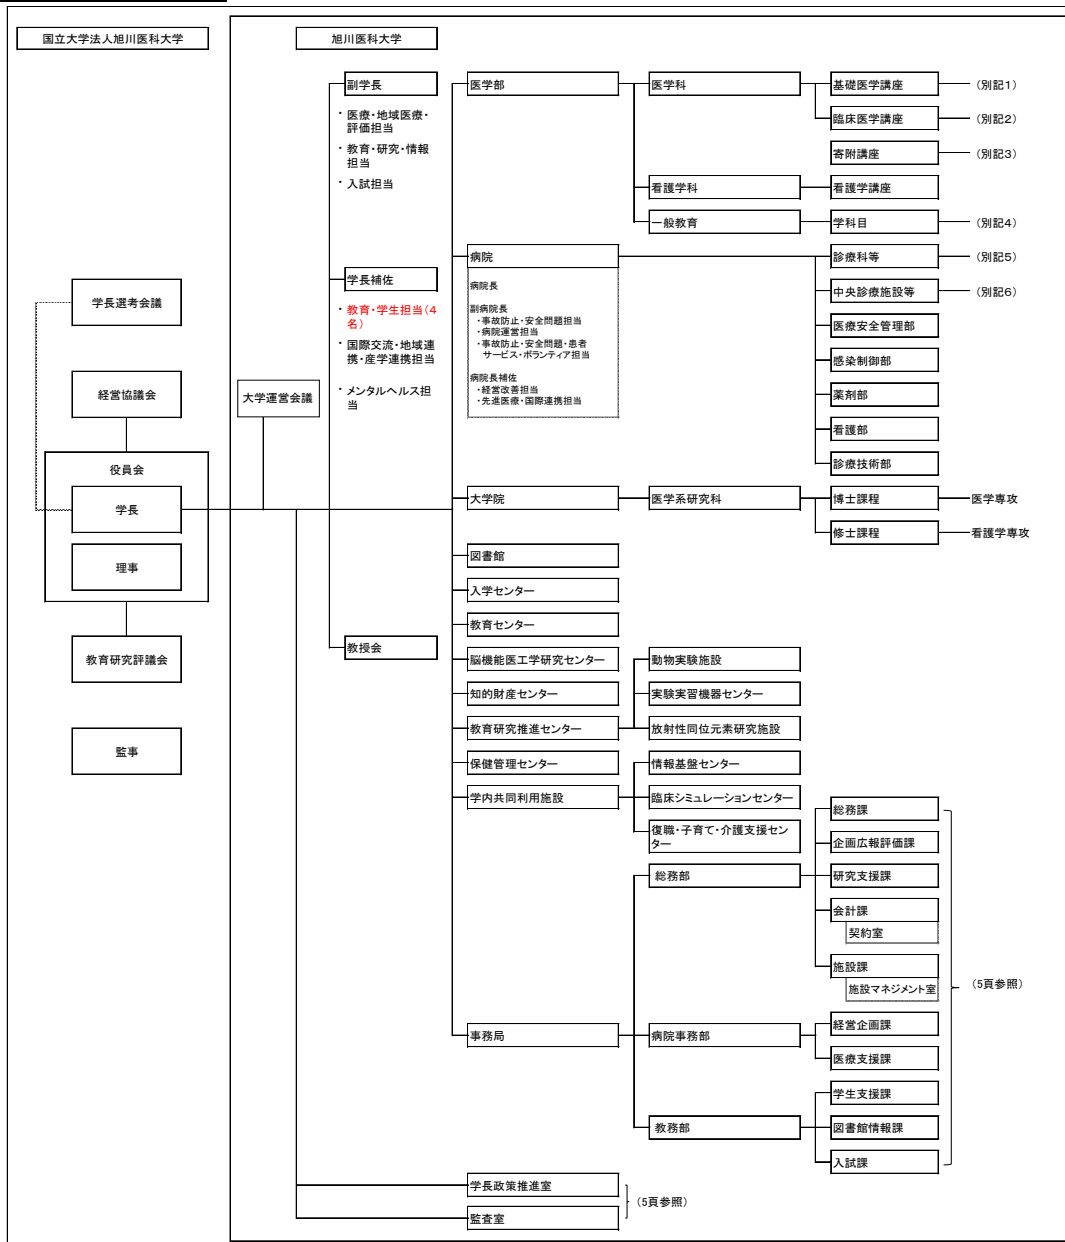 国立大学法人旭川医科大学
学長選考会議
経営協議会
役員会
学長
理事
教育研究評議会
監事
旭川医科大学
大学運営会議
副学長
・医療・地域医療・
評価担当
・教育・研究・情報
担当
・入試担当
学長補佐
・教育・学生担当(4
名)
・国際交流・地域連
携・産学連携担当
・メンタルヘルス担
当
教授会
医学部
医学科
基礎医学講座
(別記1)
臨床医学講座
(別記2)
寄附講座
(別記3)
看護学科
看護学講座
一般教育
学科目
(別記4)
病院
病院長
副病院長
・事故防止・安全問題担当
・病院運営担当
・事故防止・安全問題・患者
サービス・ボランティア担当
病院長補佐
・経営改善担当
・先進医療・国際連携担当
診療科等
(別記5)
中央診療施設等
(別記6)
医療安全管理部
感染制御部
薬剤部
看護部
診療技術部
大学院
医学系研究科
博士課程
医学専攻
修士課程
看護学専攻
図書館
入学センター
教育センター
脳機能医工学研究センター
知的財産センター
教育研究推進センター
動物実験施設
実験実習機器センター
放射性同位元素研究施設
保健管理センター
学内共同利用施設
情報基盤センター
臨床シミュレーションセンター
復職・子育て・介護支援セン
ター
事務局
総務部
総務課
企画広報評価課
研究支援課
会計課
契約室
施設課
施設マネジメント室
病院事務部
経営企画課
医療支援課
教務部
学生支援課
図書館情報課
入試課
(5頁参照)
学長政策推進室
監査室
(5頁参照)